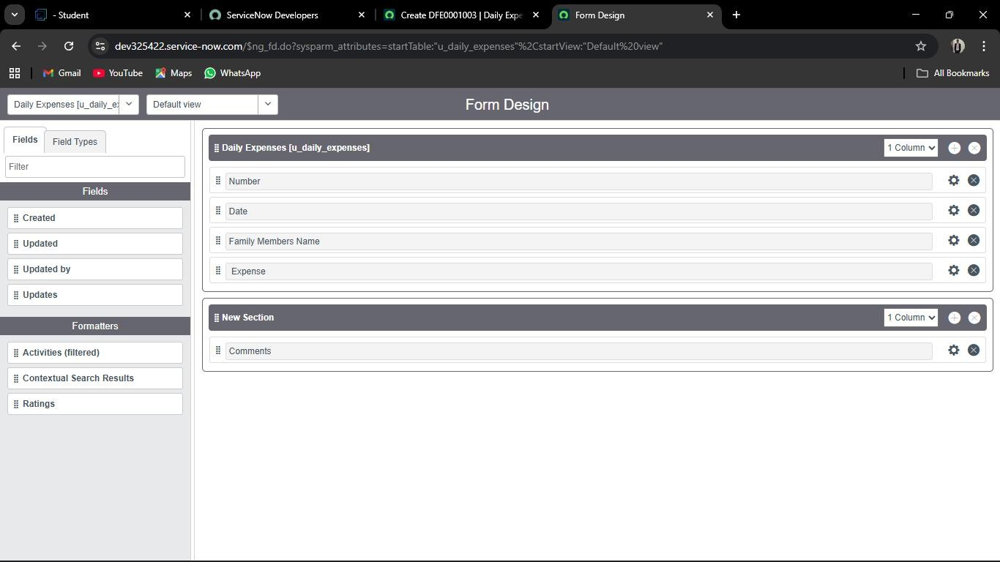 - Student
ServiceNow Developers
Create DFE0001003 | Daily Expe
Form Design
dev325422.service-now.com/$ng_fd.do?sysparm_attributes=startTable:"u_daily_expenses"%2CstartView:"Default%20view"
Gmail
YouTube
Maps
WhatsApp
All Bookmarks
Daily Expenses [u_daily_ex
Default view
Form Design
Fields
Field Types
Filter
Fields
Created
Updated
Updated by
Updates
Formatters
Activities (filtered)
Contextual Search Results
Ratings
Daily Expenses [u_daily_expenses]
1 Column
Number
Date
Family Members Name
Expense
New Section
1 Column
Comments